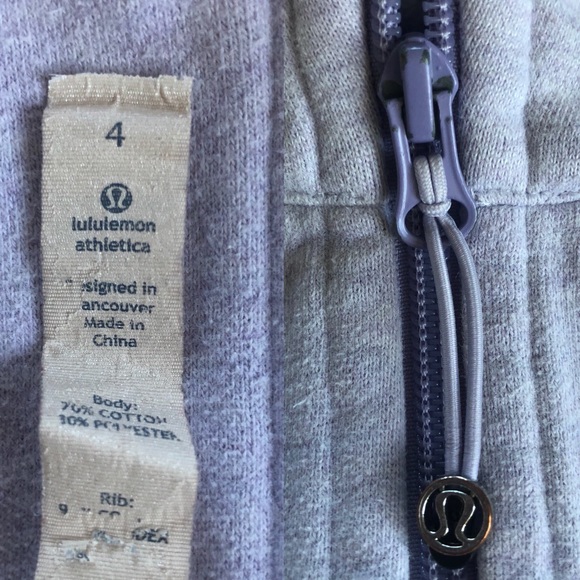 4
lululemon
athletica
esigned in
ancouver
Made in
China
Body:
70% COTTON
30% POLYESTER
Rib: